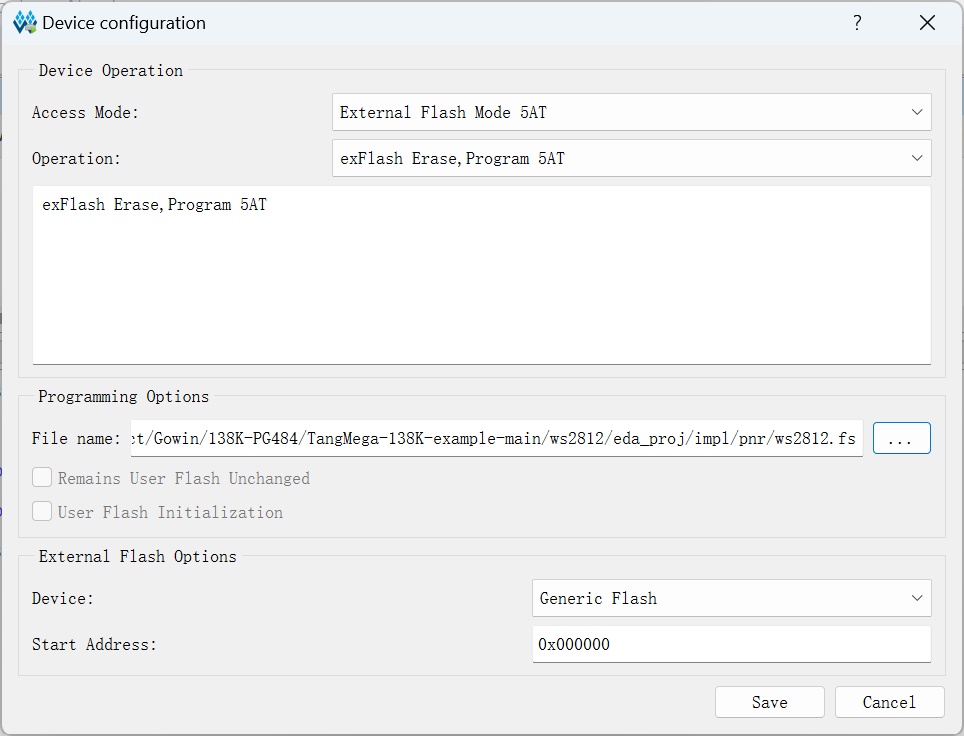 Device configuration
?
Device Operation
Access Mode:
External Flash Mode 5AT
Operation:
exFlash Erase,Program 5AT
exFlash Erase,Program 5AT
Programming Options
File name:
ct/Gowin/138K-PG484/TangMega-138K-example-main/ws2812/eda_proj/impl/pnr/ws2812.fs
...
Remains User Flash Unchanged
User Flash Initialization
External Flash Options
Device:
Generic Flash
Start Address:
0x000000
Save
Cancel